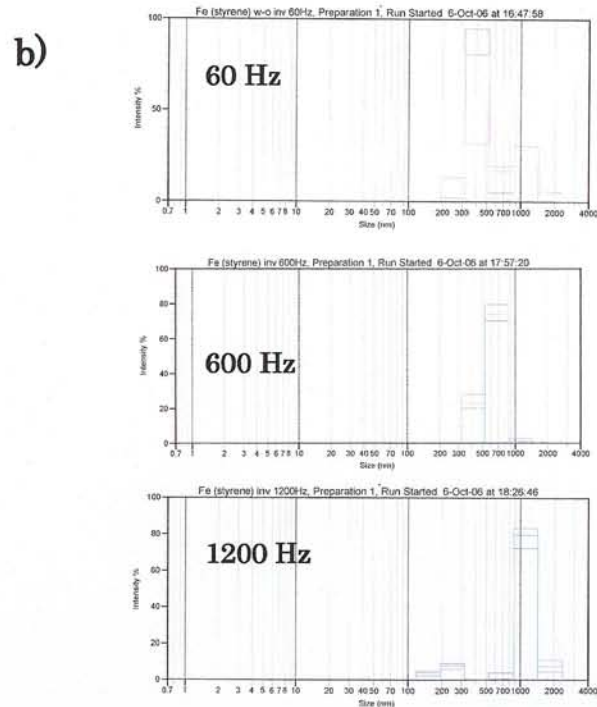 b)
Fe (styrene) w-o inv 60Hz, Preparation 1, Run Started 6-Oct-06 at 16:47:58
60 Hz
Intensity %
100
50
0
0.7 1 2 3 4 5 6 7 8 10 20 30 40 50 70 100 200 300 500 1000 2000 4000
Size (nm)
Fe (styrene) inv 600Hz, Preparation 1, Run Started 6-Oct-06 at 17:57:20
600 Hz
Intensity %
100
80
60
40
20
0
0.7 1 2 3 4 5 6 7 8 10 20 30 40 50 70 100 200 300 500 700 900 2000 4000
Size (nm)
Fe (styrene) inv 1200Hz, Preparation 1, Run Started 6-Oct-06 at 18:26:46
1200 Hz
Intensity %
100
80
60
40
20
0
0.7 1 2 3 4 5 6 7 8 10 20 30 40 50 70 100 200 300 500 1000 2000 4000
Size (nm)